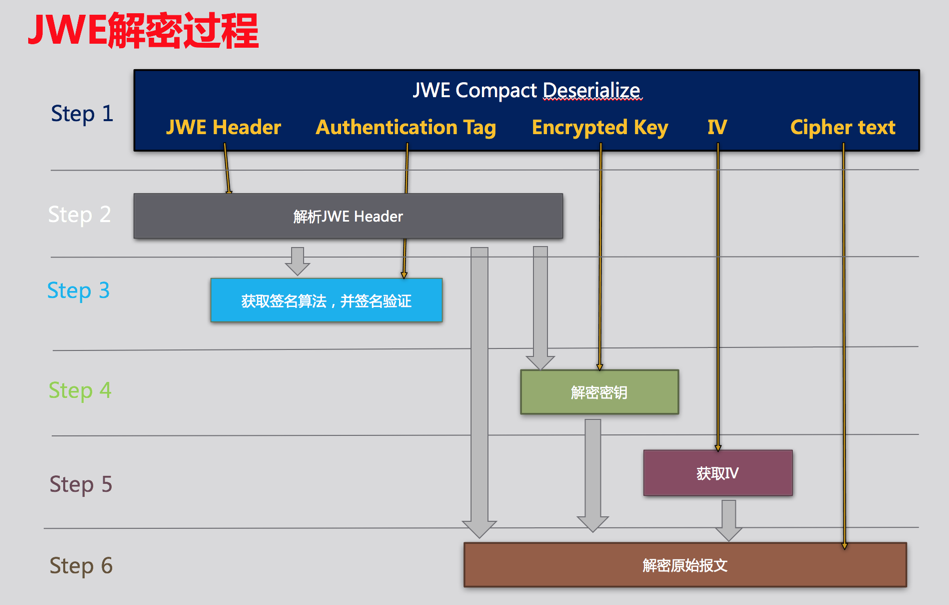 JWE解密过程
Step 1
JWE Compact Deserialize
JWE Header Authentication Tag Encrypted Key IV Cipher text
Step 2
解析JWE Header
Step 3
获取签名算法，并签名验证
Step 4
解密密钥
Step 5
获取IV
Step 6
解密原始报文